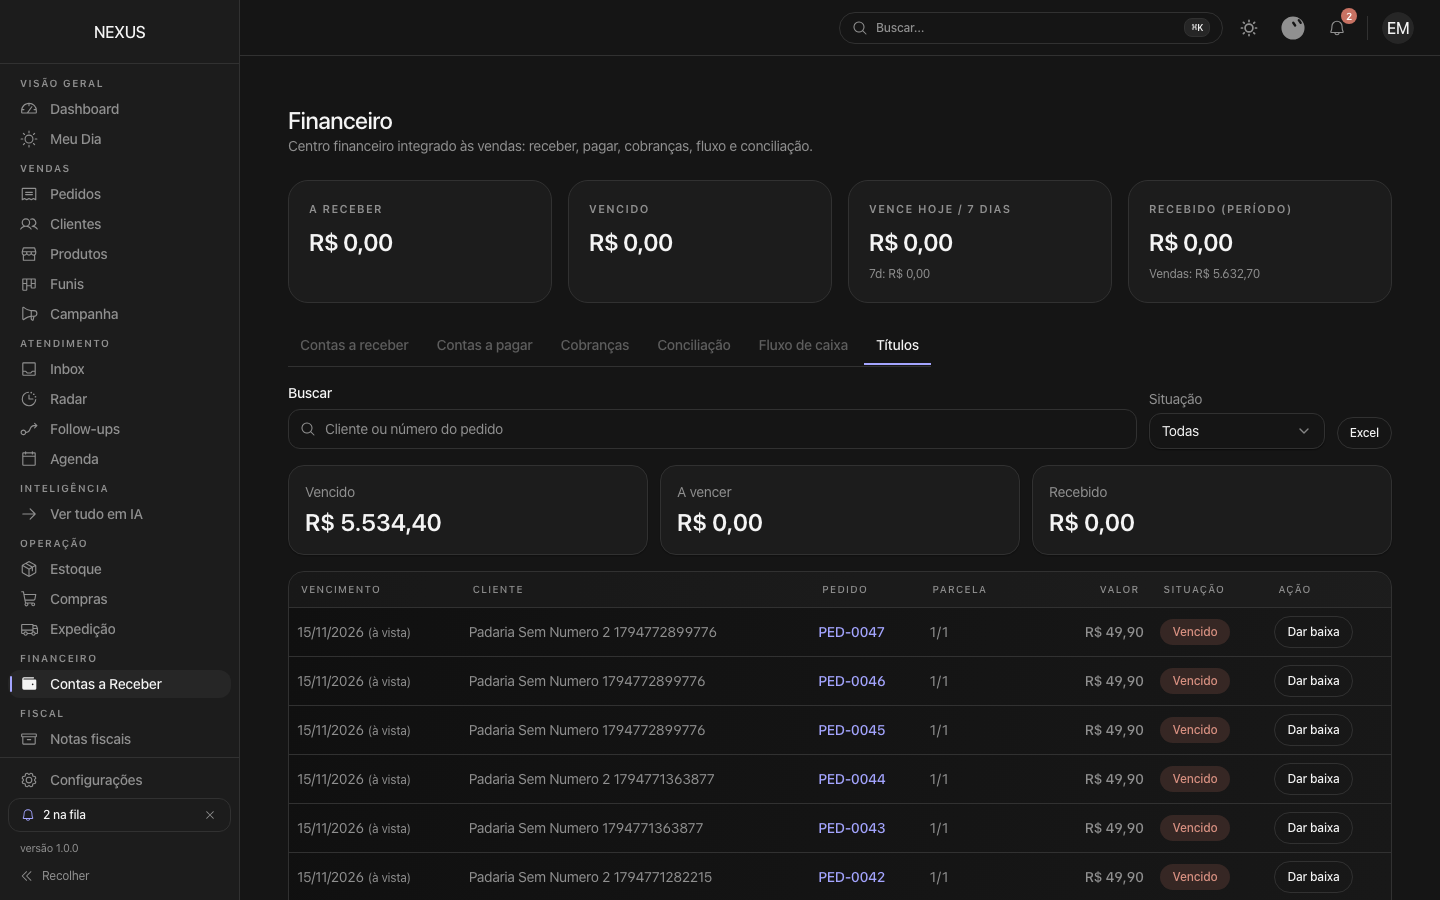 NEXUS
Buscar...
⌘K
2
EM
VISÃO GERAL
Dashboard
Meu Dia
VENDAS
Pedidos
Clientes
Produtos
Funis
Campanha
ATENDIMENTO
Inbox
Radar
Follow-ups
Agenda
INTELIGÊNCIA
Ver tudo em IA
OPERAÇÃO
Estoque
Compras
Expedição
FINANCEIRO
Contas a Receber
FISCAL
Notas fiscais
Configurações
2 na fila
versão 1.0.0
Recolher
Financeiro
Centro financeiro integrado às vendas: receber, pagar, cobranças, fluxo e conciliação.
A RECEBER
R$ 0,00
VENCIDO
R$ 0,00
VENCE HOJE / 7 DIAS
R$ 0,00
7d: R$ 0,00
RECEBIDO (PERÍODO)
R$ 0,00
Vendas: R$ 5.632,70
Contas a receber Contas a pagar Cobranças Conciliação Fluxo de caixa Títulos
Buscar
Cliente ou número do pedido
Situação
Todas
Excel
Vencido
R$ 5.534,40
A vencer
R$ 0,00
Recebido
R$ 0,00
VENCIMENTO CLIENTE PEDIDO PARCELA VALOR SITUAÇÃO AÇÃO
15/11/2026 (à vista) Padaria Sem Numero 2 1794772899776 PED-0047 1/1 R$ 49,90 Vencido Dar baixa
15/11/2026 (à vista) Padaria Sem Numero 1794772899776 PED-0046 1/1 R$ 49,90 Vencido Dar baixa
15/11/2026 (à vista) Padaria Sem Numero 1794772899776 PED-0045 1/1 R$ 49,90 Vencido Dar baixa
15/11/2026 (à vista) Padaria Sem Numero 2 1794771363877 PED-0044 1/1 R$ 49,90 Vencido Dar baixa
15/11/2026 (à vista) Padaria Sem Numero 1794771363877 PED-0043 1/1 R$ 49,90 Vencido Dar baixa
15/11/2026 (à vista) Padaria Sem Numero 2 1794771282215 PED-0042 1/1 R$ 49,90 Vencido Dar baixa